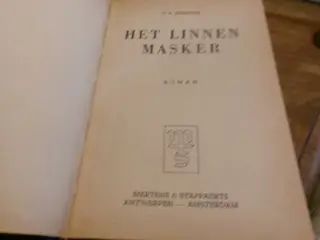 HET LINNEN
MASKER
ROMAN
M
S
MERTENS & STAPPAERTS
ANTWERPEN — AMSTERDAM